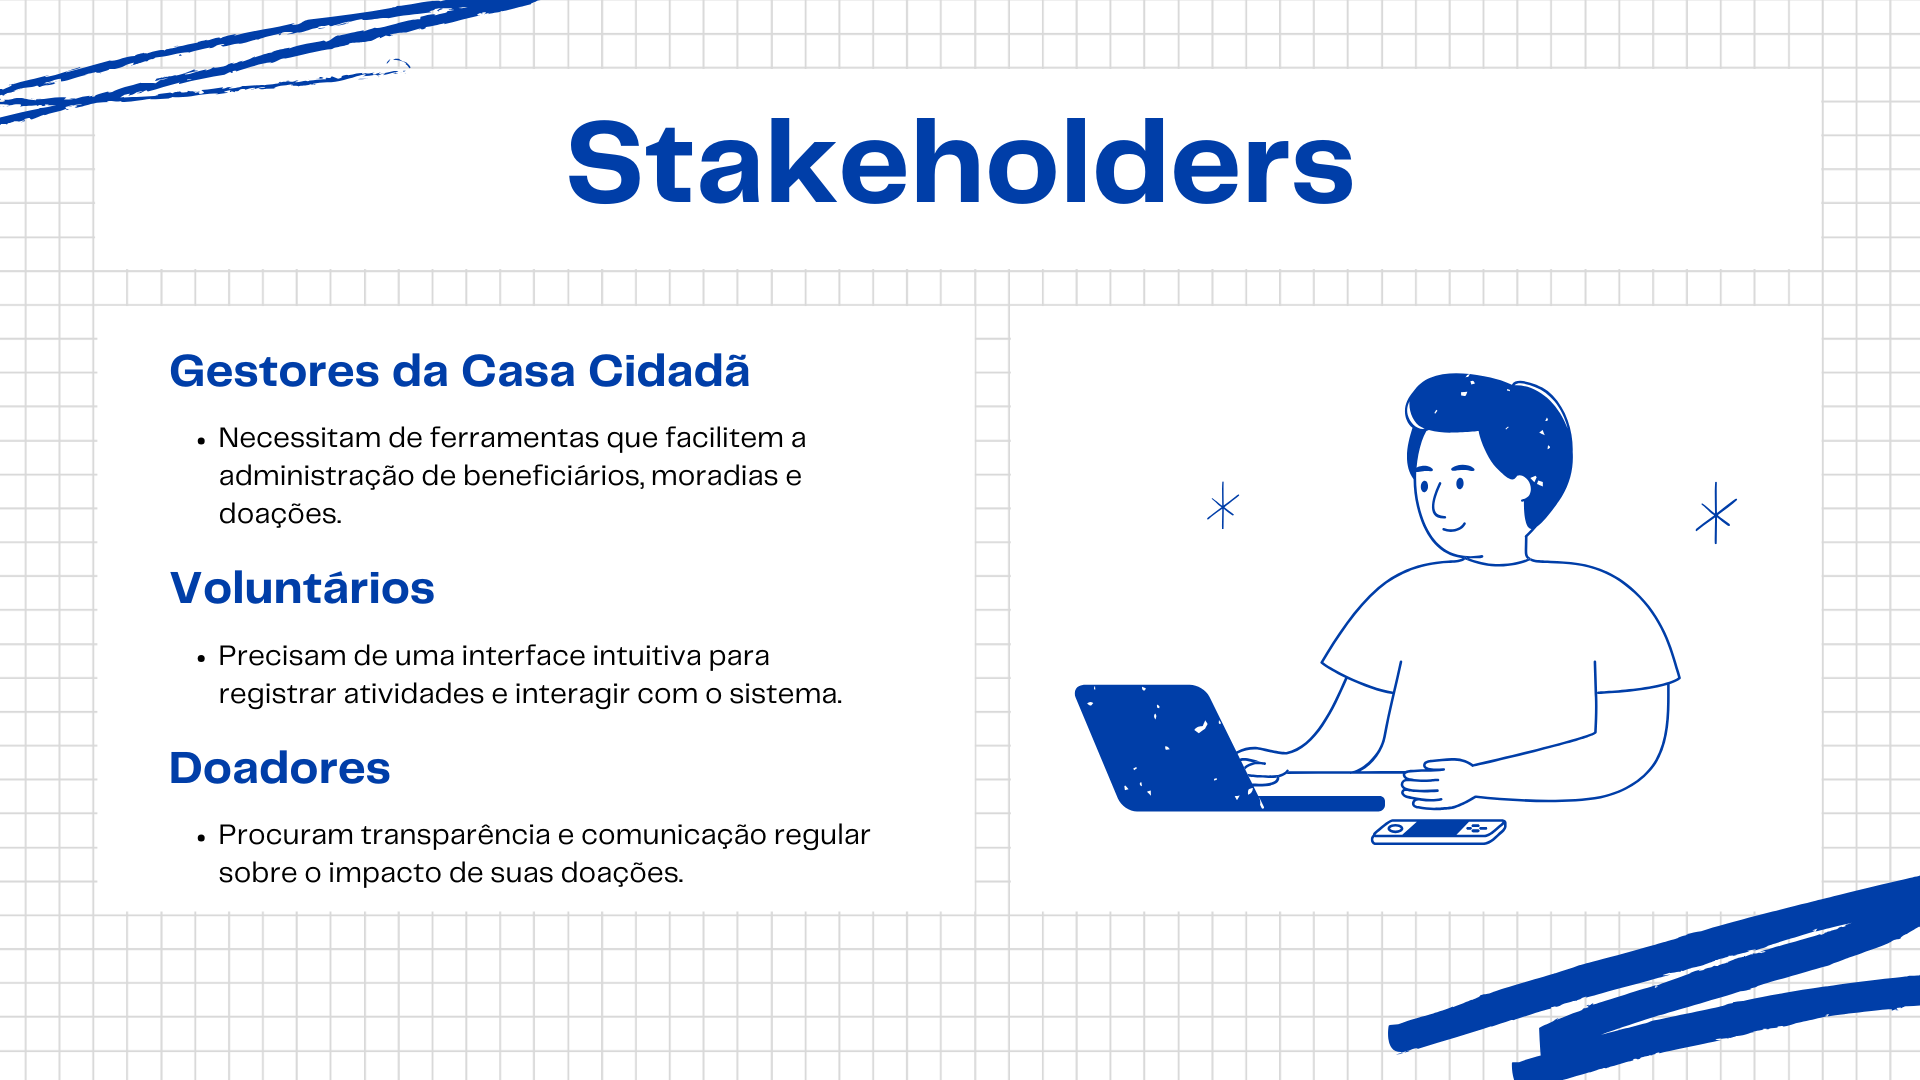 Stakeholders
Gestores da Casa Cidadã
• Necessitam de ferramentas que facilitem a
administração de beneficiários, moradias e
doações.
Voluntários
• Precisam de uma interface intuitiva para
registrar atividades e interagir com o sistema.
Doadores
• Procuram transparência e comunicação regular
sobre o impacto de suas doações.